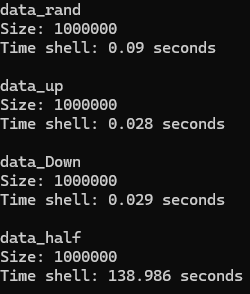 data_rand
Size: 1000000
Time shell: 0.09 seconds
data_up
Size: 1000000
Time shell: 0.028 seconds
data_Down
Size: 1000000
Time shell: 0.029 seconds
data_half
Size: 1000000
Time shell: 138.986 seconds